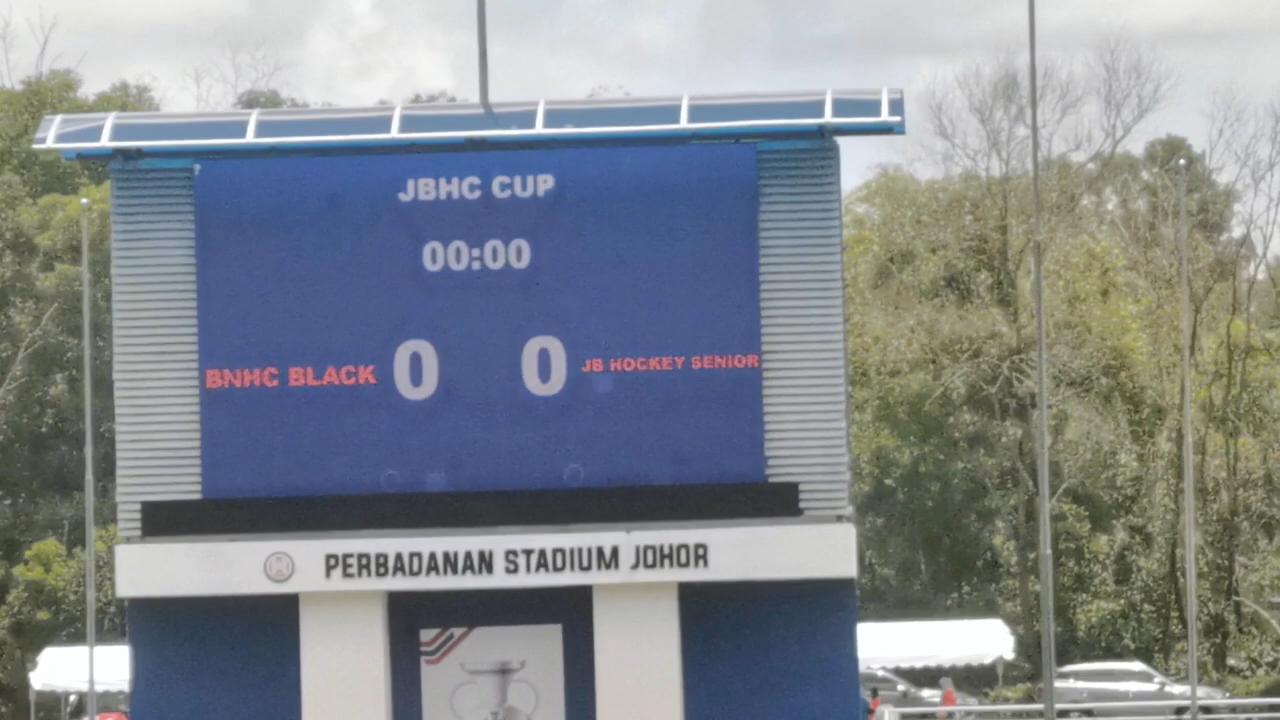 JBHC CUP
00:00
BNHC BLACK 0 0 JB HOCKEY SENIOR
PERBADANAN STADIUM JOHOR